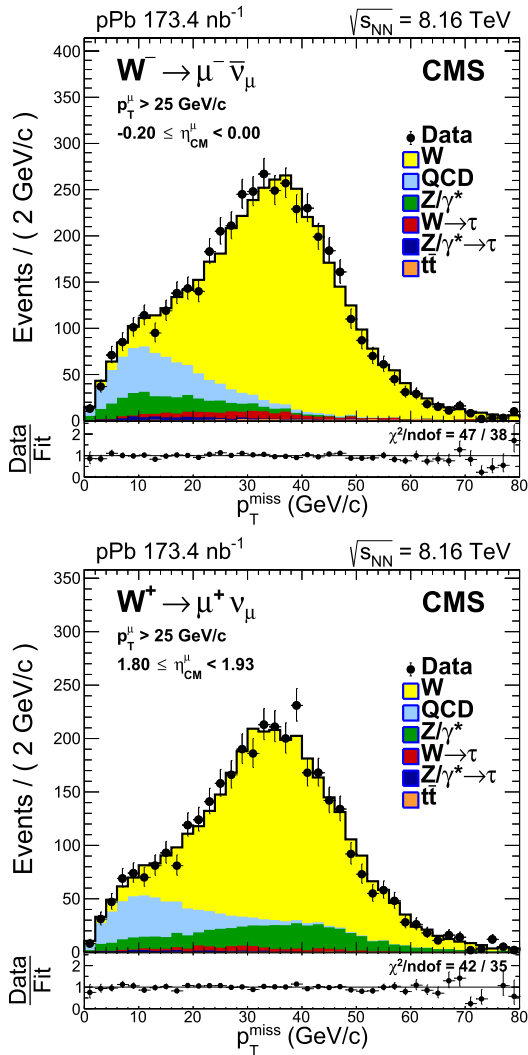 pPb 173.4 nb⁻¹ √s_NN = 8.16 TeV
400
W⁻ → μ⁻ ν̄_μ CMS
p_T^μ > 25 GeV/c
-0.20 ≤ η_CM^μ < 0.00
Data
W
QCD
Z/γ*
W→τ
Z/γ*→τ
tt̄
350
300
250
200
150
100
50
0
Events / ( 2 GeV/c )
χ²/ndof = 47 / 38
2
1
0
Data
Fit
0 10 20 30 40 50 60 70 80
p_T^miss (GeV/c)
pPb 173.4 nb⁻¹ √s_NN = 8.16 TeV
350
W⁺ → μ⁺ ν_μ CMS
p_T^μ > 25 GeV/c
1.80 ≤ η_CM^μ < 1.93
Data
W
QCD
Z/γ*
W→τ
Z/γ*→τ
tt̄
300
250
200
150
100
50
0
Events / ( 2 GeV/c )
χ²/ndof = 42 / 35
2
1
0
Data
Fit
0 10 20 30 40 50 60 70 80
p_T^miss (GeV/c)